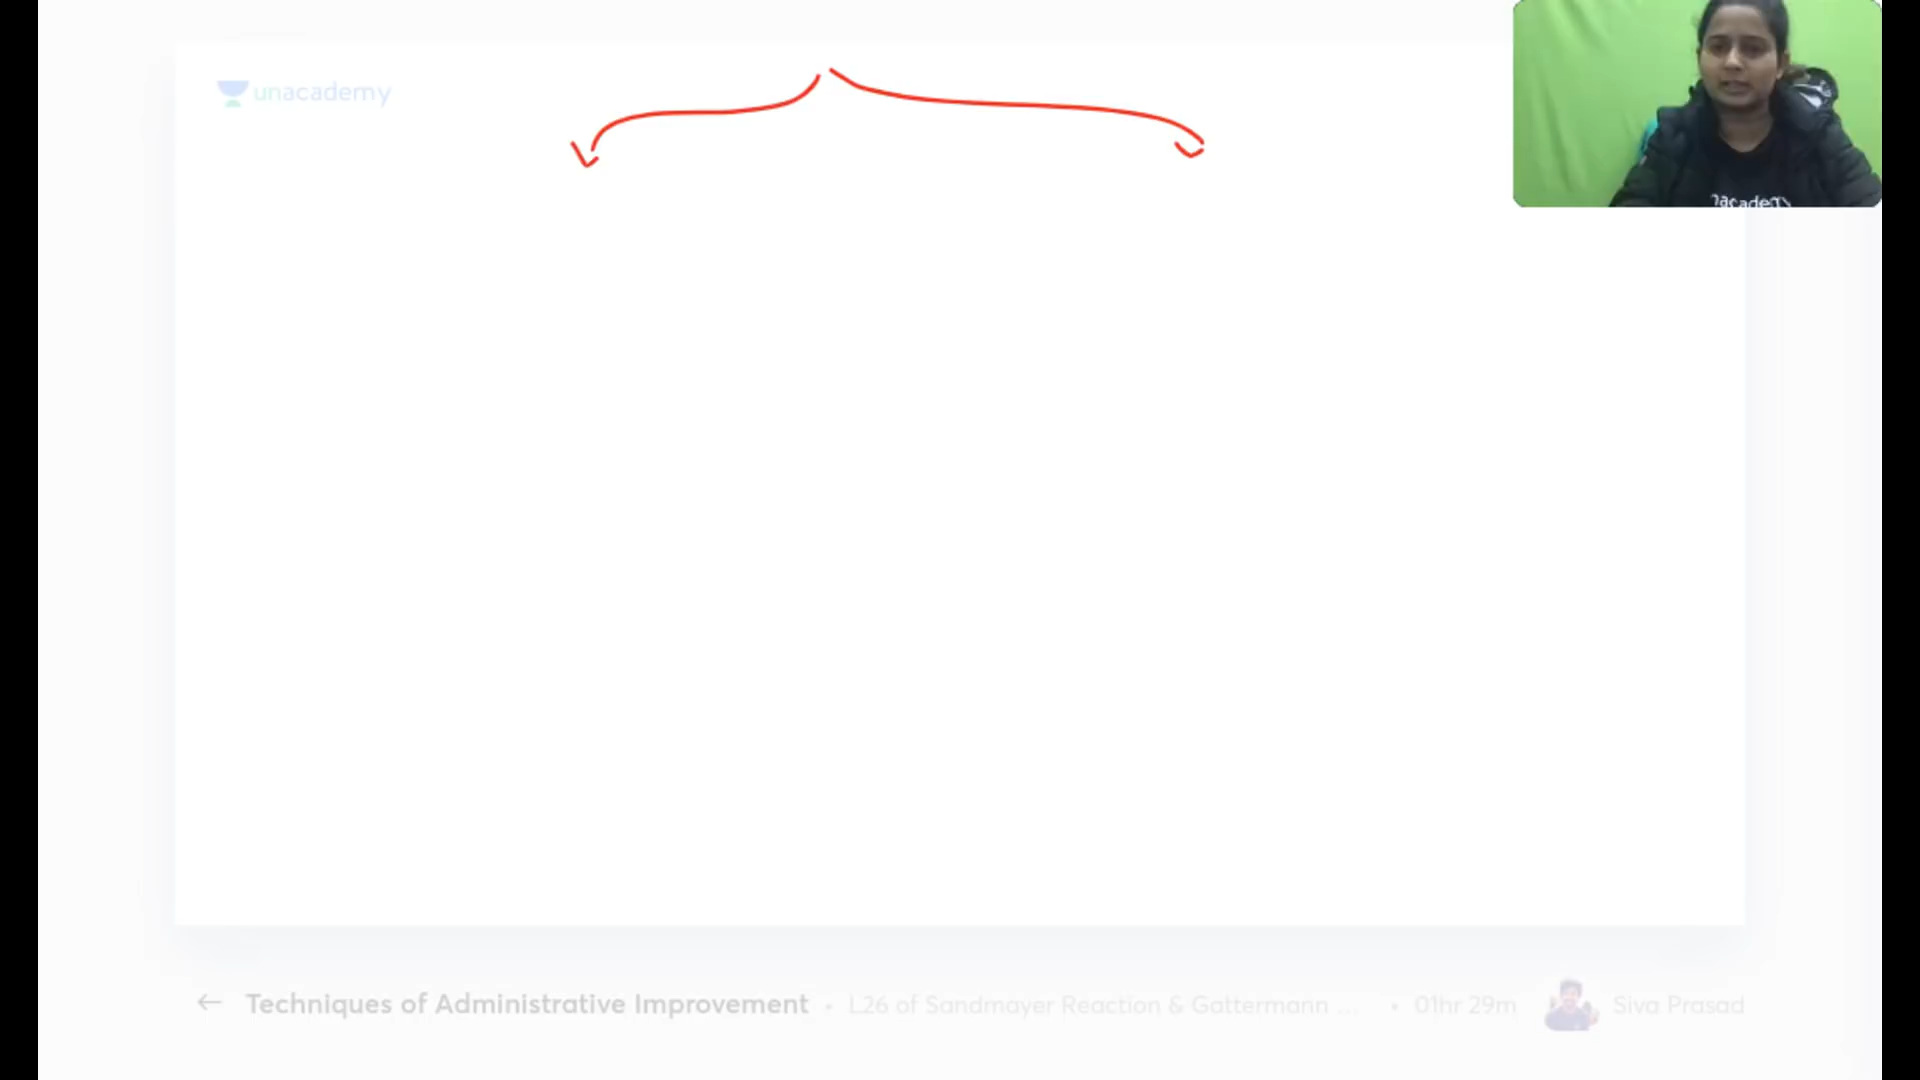 unacademy
Techniques of Administrative Improvement • L26 of Sandmayer Reaction & Gattermann ... • 01hr 29m Siva Prasad